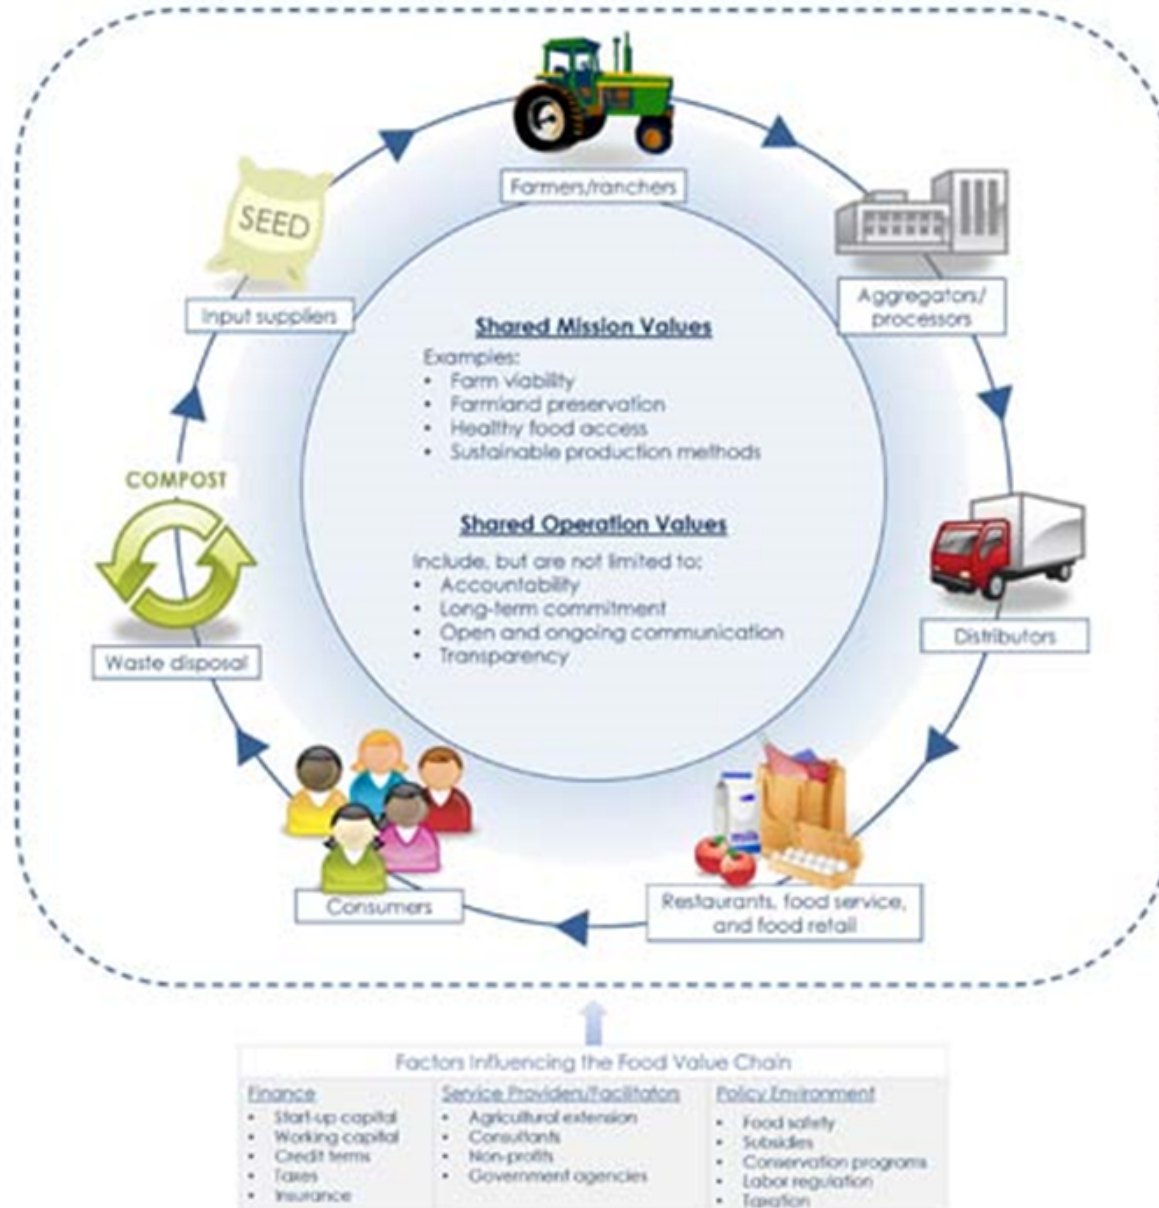 Farmers/ranchers
SEED
Input suppliers
Aggregators/
processors
Shared Mission Values
Examples:
• Farm viability
• Farmland preservation
• Healthy food access
• Sustainable production methods
COMPOST
Waste disposal
Shared Operation Values
Include, but are not limited to:
• Accountability
• Long-term commitment
• Open and ongoing communication
• Transparency
Distributors
milk
Consumers
Restaurants, food service,
and food retail
Factors Influencing the Food Value Chain
Finance
• Start-up capital
• Working capital
• Credit terms
• Taxes
• Insurance
Service Providers/Facilitators
• Agricultural extension
• Consultants
• Non-profits
• Government agencies
Policy Environment
• Food safety
• Subsidies
• Conservation programs
• Labor regulation
• Taxation